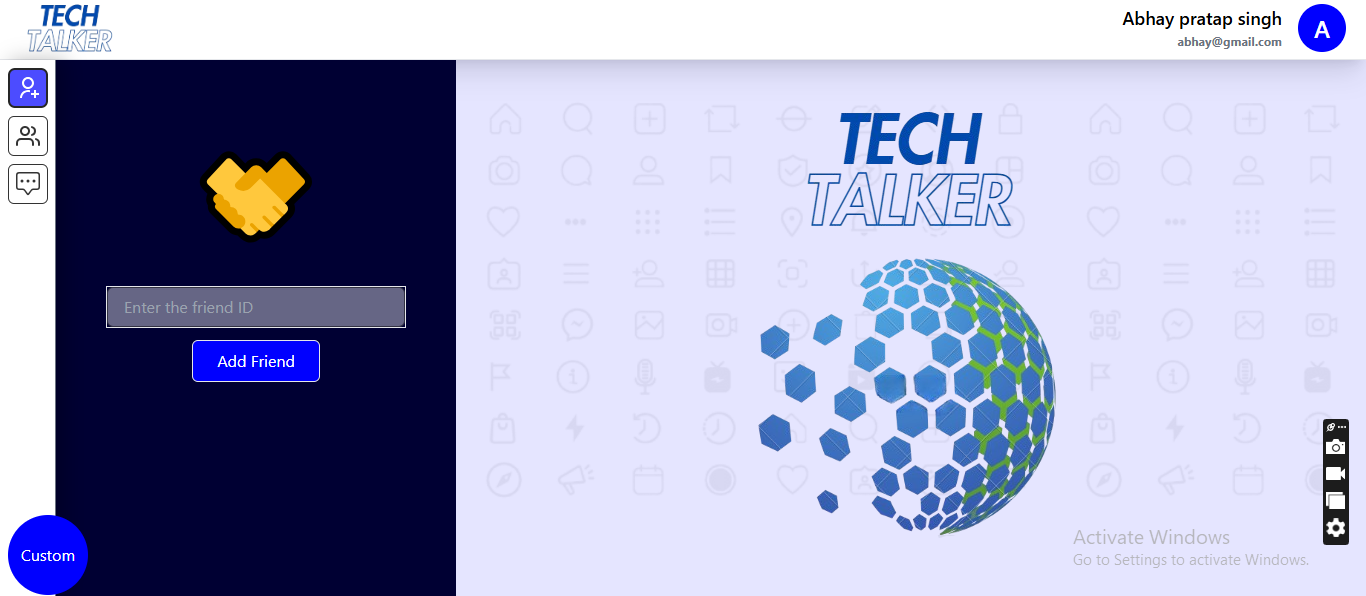 TECH
TALKER
Abhay pratap singh
abhay@gmail.com
A
Enter the friend ID
Add Friend
Custom
TECH
TALKER
Activate Windows
Go to Settings to activate Windows.